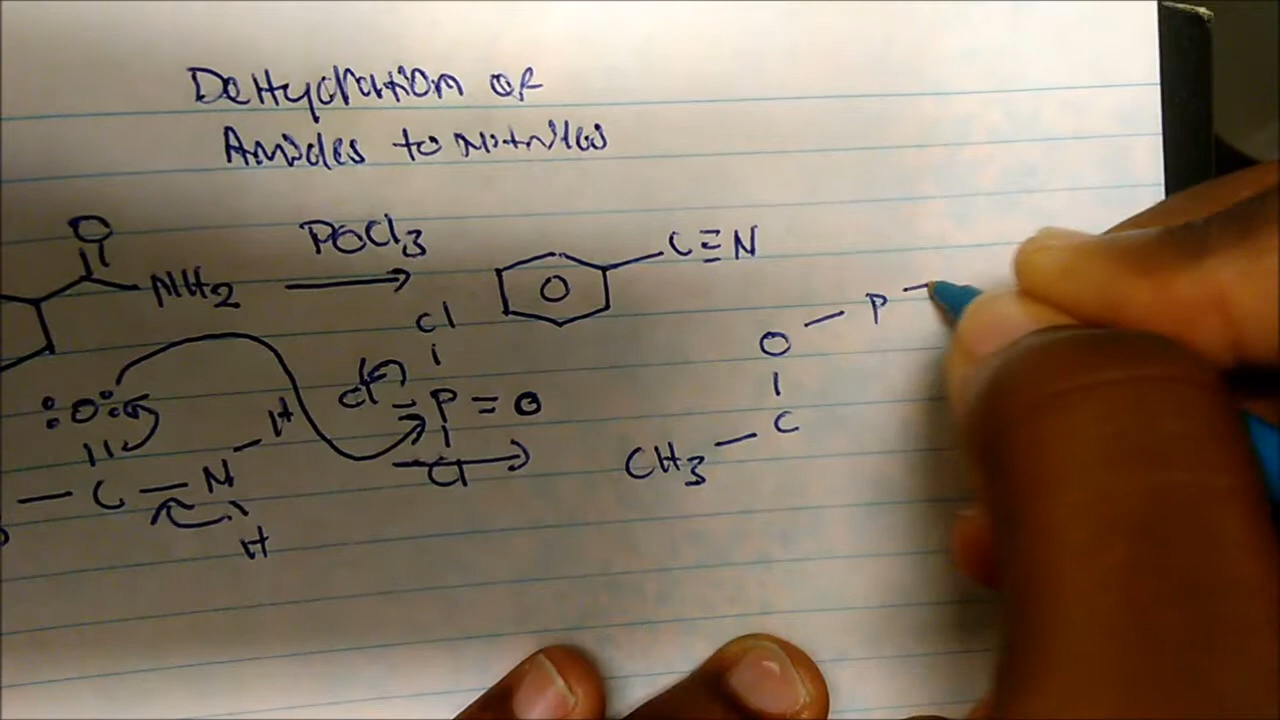 DeHydration of
Amides to Nitriles
O
NH2
POCl3
C≡N
Cl
Cl – P = O
Cl
:O:
– C – N
H
H
O – P –
C
CH3 –